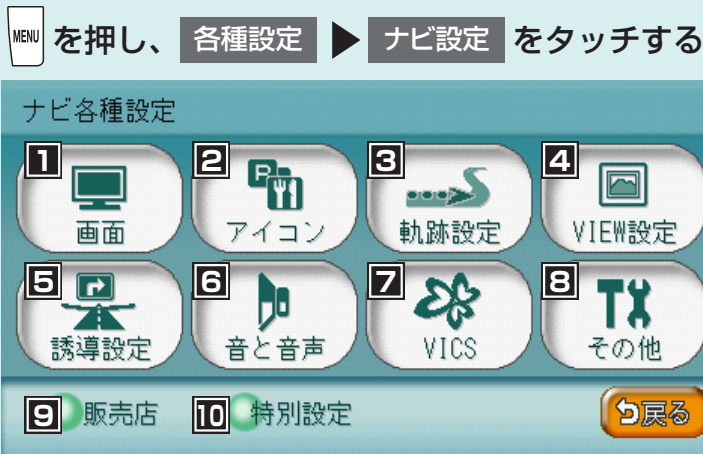 MENU を押し、 各種設定 ▶ ナビ設定 をタッチする
ナビ各種設定
1 2 3 4
画面 アイコン 軌跡設定 VIEW設定
5 6 7 8
誘導設定 音と音声 VICS その他
9 販売店 10 特別設定 戻る